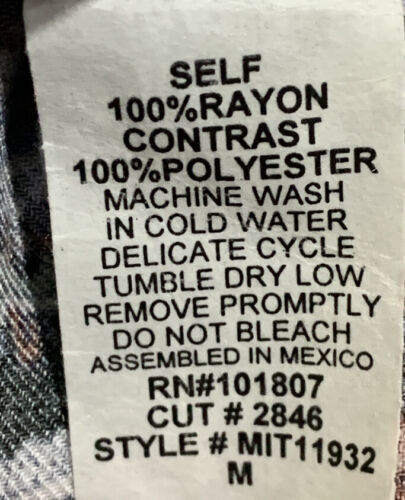 SELF
100%RAYON
CONTRAST
100%POLYESTER
MACHINE WASH
IN COLD WATER
DELICATE CYCLE
TUMBLE DRY LOW
REMOVE PROMPTLY
DO NOT BLEACH
ASSEMBLED IN MEXICO
RN#101807
CUT # 2846
STYLE # MIT11932
M